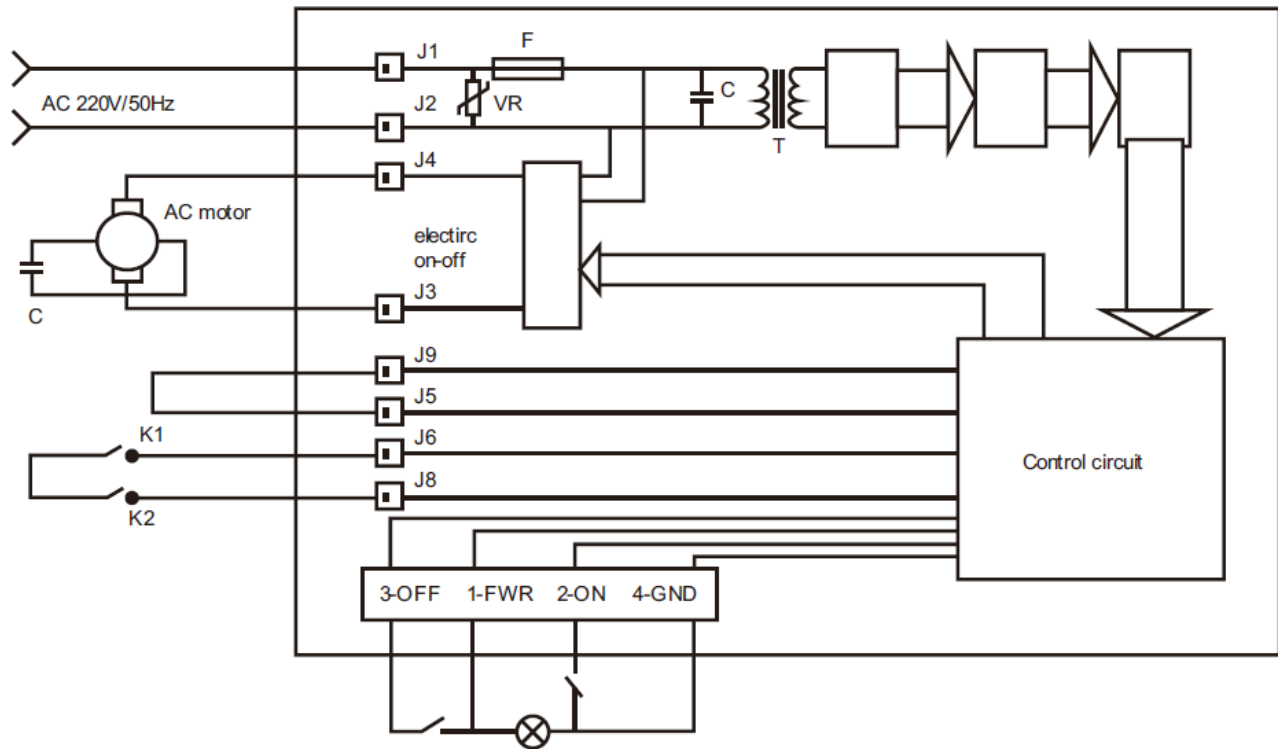 J1
F
AC 220V/50Hz
J2
VR
C
T
J4
AC motor
electirc
on-off
J3
C
J9
J5
K1
J6
Control circuit
J8
K2
3-OFF 1-FWR 2-ON 4-GND